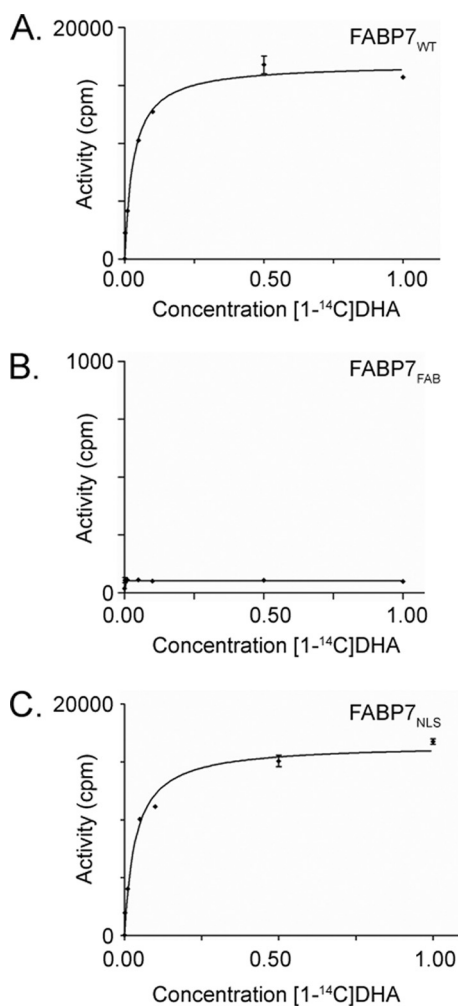 A.
20000
FABP7WT
Activity (cpm)
0
0.00 0.50 1.00
Concentration [1-¹⁴C]DHA
B.
1000
FABP7FAB
Activity (cpm)
0
0.00 0.50 1.00
Concentration [1-¹⁴C]DHA
C.
20000
FABP7NLS
Activity (cpm)
0
0.00 0.50 1.00
Concentration [1-¹⁴C]DHA